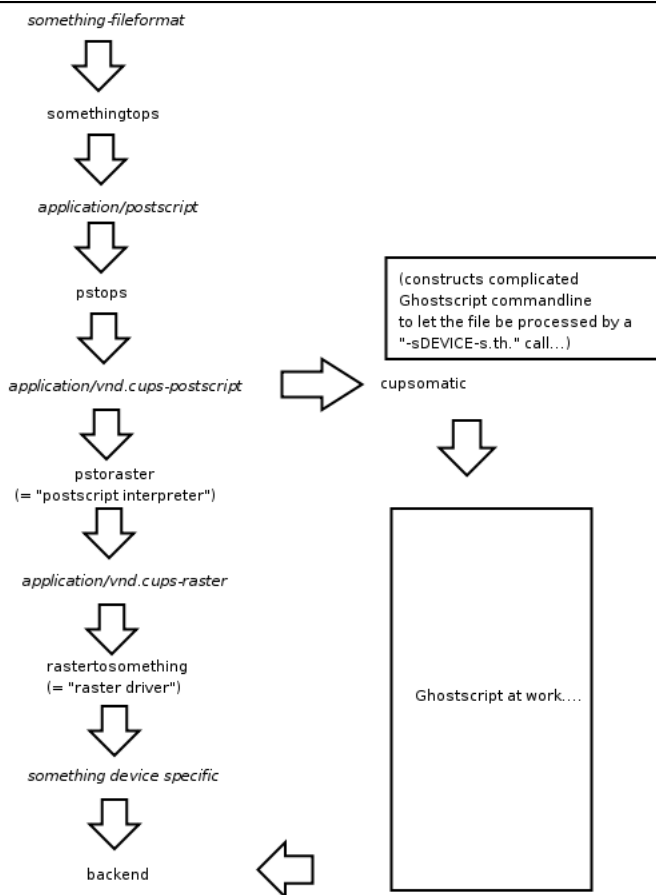 something-fileformat
somethingtops
application/postscript
pstops
(constructs complicated
Ghostscript commandline
to let the file be processed by a
"-sDEVICE-s.th." call...)
application/vnd.cups-postscript
cupsomatic
pstoraster
(= "postscript interpreter")
application/vnd.cups-raster
rastertosomething
(= "raster driver")
Ghostscript at work....
something device specific
backend